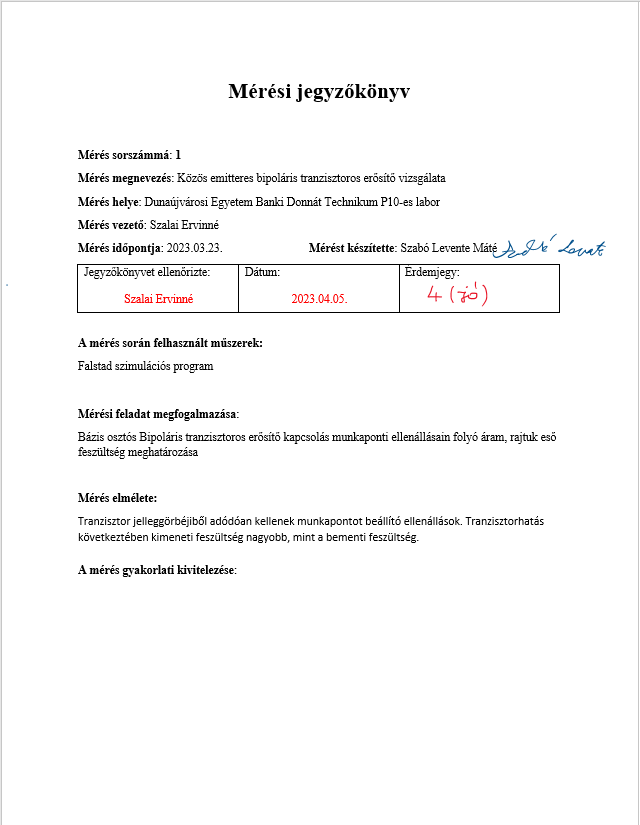 Mérési jegyzőkönyv
Mérés sorszámmá: 1
Mérés megnevezés: Közös emitteres bipoláris tranzisztoros erősítő vizsgálata
Mérés helye: Dunaújvárosi Egyetem Banki Donnát Technikum P10-es labor
Mérés vezető: Szalai Ervinné
Mérés időpontja: 2023.03.23. Mérést készítette: Szabó Levente Máté
Jegyzőkönyvet ellenőrizte: Dátum: Érdemjegy:
Szalai Ervinné 2023.04.05. 4 (jó)
A mérés során felhasznált műszerek:
Falstad szimulációs program
Mérési feladat megfogalmazása:
Bázis osztós Bipoláris tranzisztoros erősítő kapcsolás munkaponti ellenállásain folyó áram, rajtuk eső
feszültség meghatározása
Mérés elmélete:
Tranzisztor jelleggörbéjiből adódóan kellenek munkapontot beállító ellenállások. Tranzisztorhatás
következtében kimeneti feszültség nagyobb, mint a bementi feszültség.
A mérés gyakorlati kivitelezése: